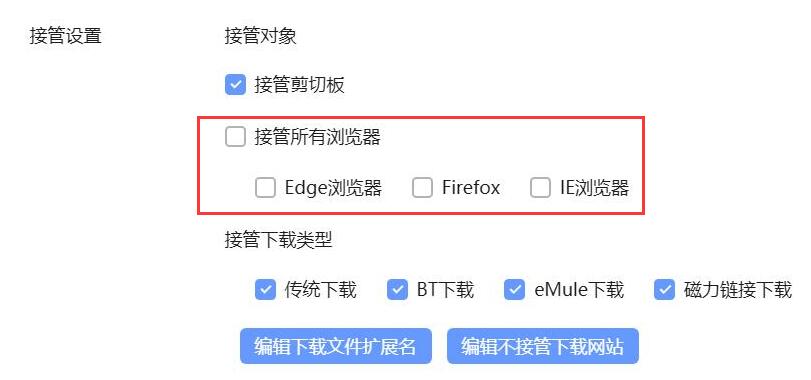 接管设置 接管对象
接管剪切板
接管所有浏览器
Edge浏览器 Firefox IE浏览器
接管下载类型
传统下载 BT下载 eMule下载 磁力链接下载
编辑下载文件扩展名 编辑不接管下载网站